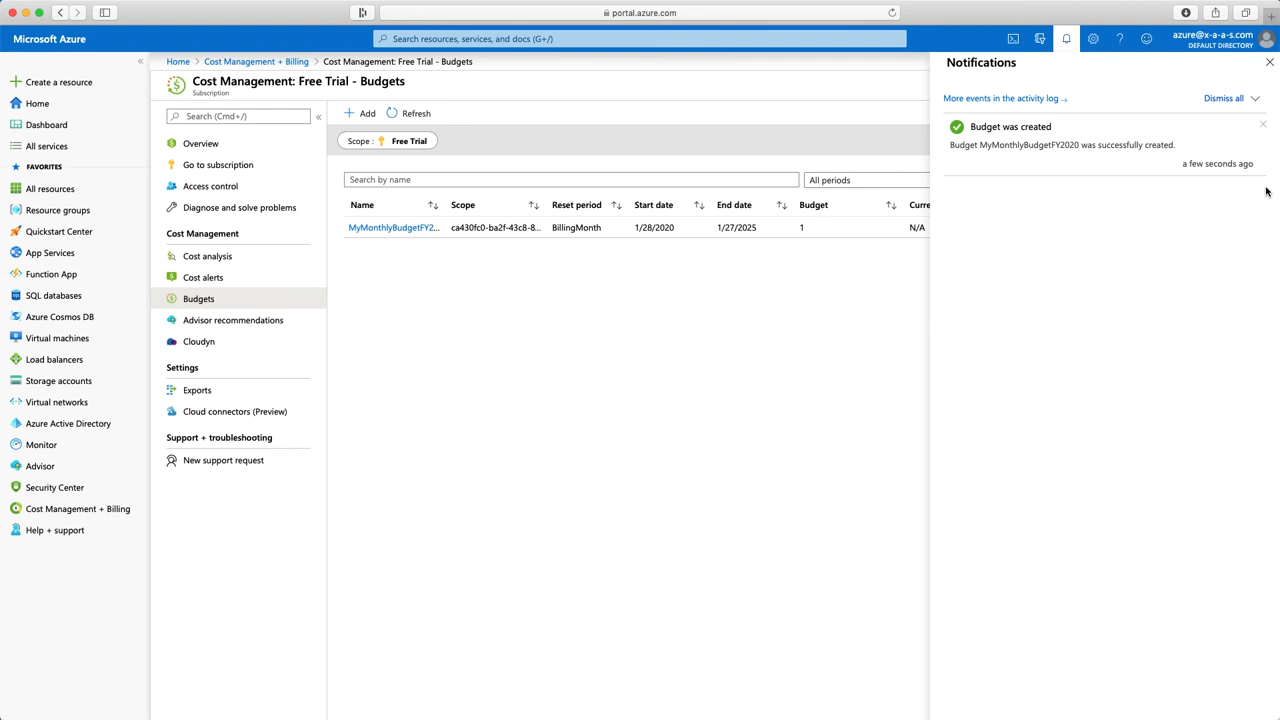 portal.azure.com
Microsoft Azure
Search resources, services, and docs (G+/)
azure@x-a-a-s.com
DEFAULT DIRECTORY
Create a resource
Home
Dashboard
All services
FAVORITES
All resources
Resource groups
Quickstart Center
App Services
Function App
SQL databases
Azure Cosmos DB
Virtual machines
Load balancers
Storage accounts
Virtual networks
Azure Active Directory
Monitor
Advisor
Security Center
Cost Management + Billing
Help + support
Home > Cost Management + Billing > Cost Management: Free Trial - Budgets
Cost Management: Free Trial - Budgets
Subscription
Search (Cmd+/)
Overview
Go to subscription
Access control
Diagnose and solve problems
Cost Management
Cost analysis
Cost alerts
Budgets
Advisor recommendations
Cloudyn
Settings
Exports
Cloud connectors (Preview)
Support + troubleshooting
New support request
Add Refresh
Scope : Free Trial
Search by name All periods
Name Scope Reset period Start date End date Budget Curre
MyMonthlyBudgetFY2... ca430fc0-ba2f-43c8-8... BillingMonth 1/28/2020 1/27/2025 1 N/A
Notifications
More events in the activity log → Dismiss all
Budget was created
Budget MyMonthlyBudgetFY2020 was successfully created.
a few seconds ago